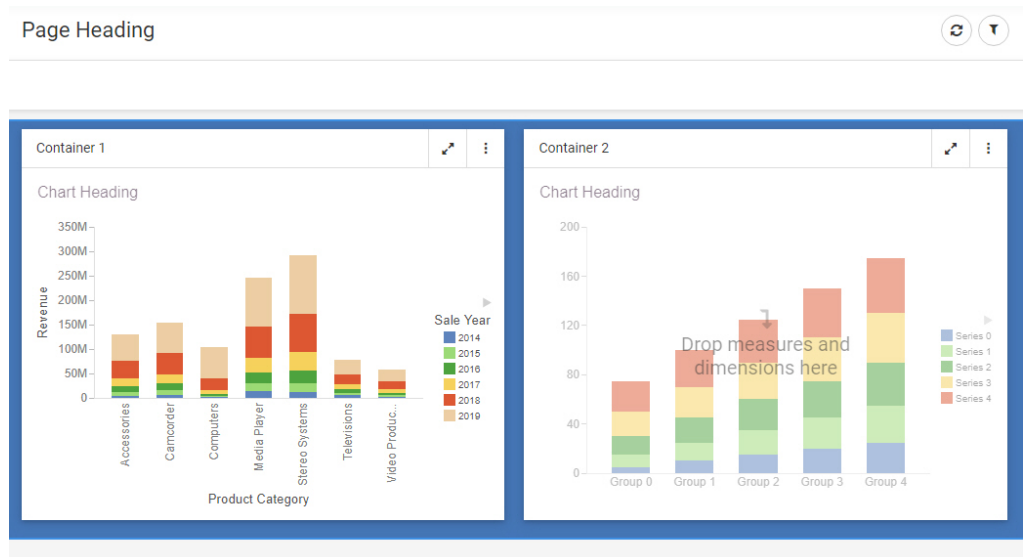 Page Heading
Container 1
Chart Heading
350M
300M
250M
200M
150M
100M
50M
0
Revenue
Accessories
Camcorder
Computers
Media Player
Stereo Systems
Televisions
Video Produc...
Product Category
Sale Year
2014
2015
2016
2017
2018
2019
Container 2
Chart Heading
200
160
120
80
40
0
Drop measures and
dimensions here
Group 0
Group 1
Group 2
Group 3
Group 4
Series 0
Series 1
Series 2
Series 3
Series 4